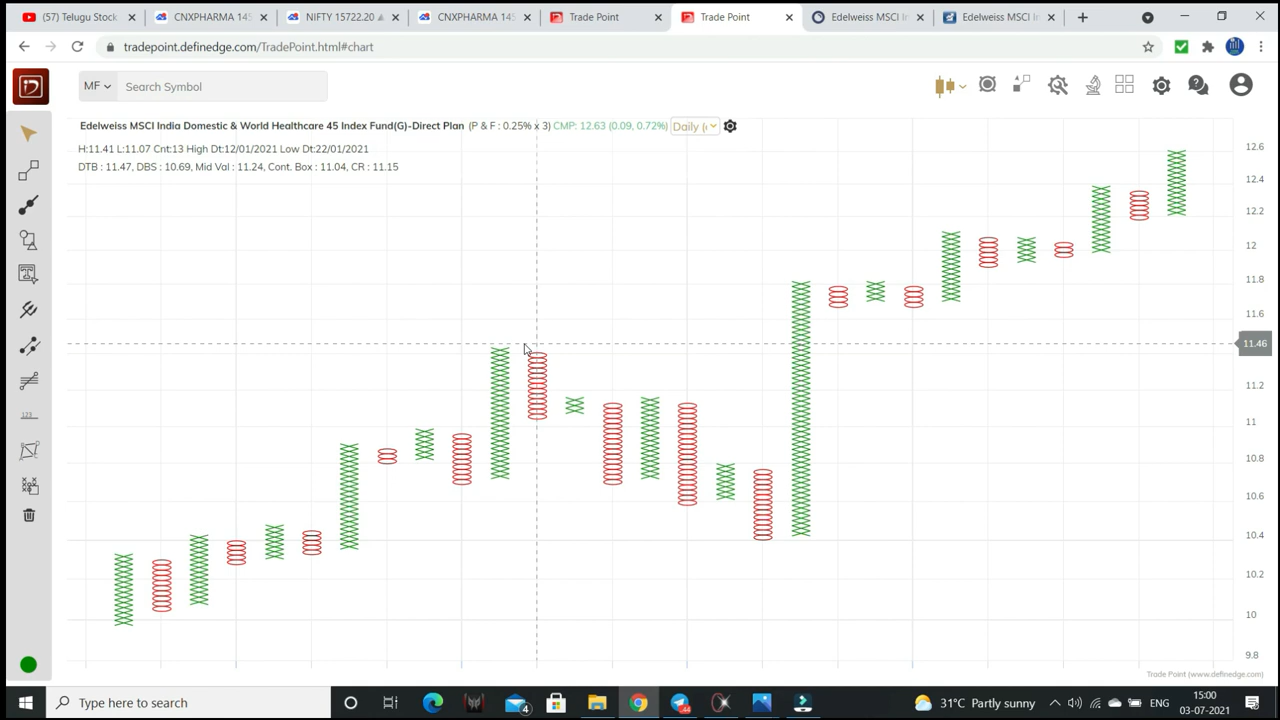 (57) Telugu Stock
CNXPHARMA 145
NIFTY 15722.20 ▲
CNXPHARMA 145
Trade Point
Trade Point
Edelweiss MSCI In
Edelweiss MSCI In
tradepoint.definedge.com/TradePoint.html#chart
MF
Search Symbol
Edelweiss MSCI India Domestic & World Healthcare 45 Index Fund(G)-Direct Plan (P & F : 0.25% x 3) CMP: 12.63 (0.09, 0.72%) Daily (
H:11.41 L:11.07 Cnt:13 High Dt:12/01/2021 Low Dt:22/01/2021
DTB : 11.47, DBS : 10.69, Mid Val : 11.24, Cont. Box : 11.04, CR : 11.15
12.6
12.4
12.2
12
11.8
11.6
11.46
11.2
11
10.8
10.6
10.4
10.2
10
9.8
123
Trade Point (www.definedge.com)
Type here to search
4
44
31°C Partly sunny
ENG
15:00
03-07-2021